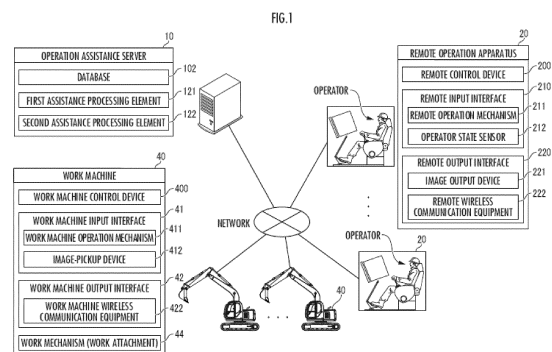 FIG.1
10
OPERATION ASSISTANCE SERVER
102
DATABASE
121
FIRST ASSISTANCE PROCESSING ELEMENT
122
SECOND ASSISTANCE PROCESSING ELEMENT
40
WORK MACHINE
400
WORK MACHINE CONTROL DEVICE
41
WORK MACHINE INPUT INTERFACE
411
WORK MACHINE OPERATION MECHANISM
412
IMAGE-PICKUP DEVICE
42
WORK MACHINE OUTPUT INTERFACE
422
WORK MACHINE WIRELESS
COMMUNICATION EQUIPMENT
44
WORK MECHANISM (WORK ATTACHMENT)
OPERATOR
NETWORK
OPERATOR
20
40
20
REMOTE OPERATION APPARATUS
200
REMOTE CONTROL DEVICE
210
REMOTE INPUT INTERFACE
211
REMOTE OPERATION MECHANISM
212
OPERATOR STATE SENSOR
220
REMOTE OUTPUT INTERFACE
221
IMAGE OUTPUT DEVICE
222
REMOTE WIRELESS
COMMUNICATION EQUIPMENT